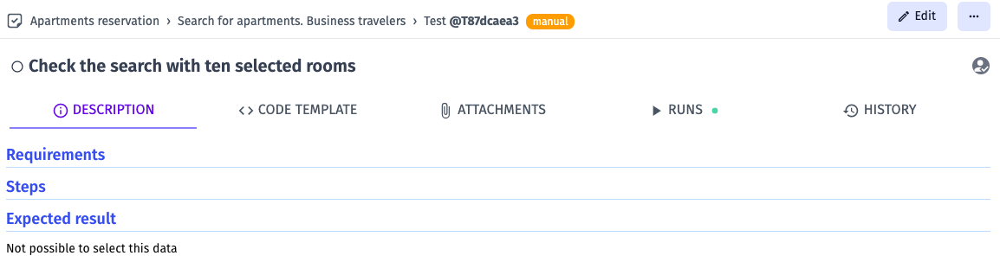 Apartments reservation › Search for apartments. Business travelers › Test @T87dcaea3 manual Edit ...
Check the search with ten selected rooms
DESCRIPTION <> CODE TEMPLATE ATTACHMENTS RUNS HISTORY
Requirements
Steps
Expected result
Not possible to select this data